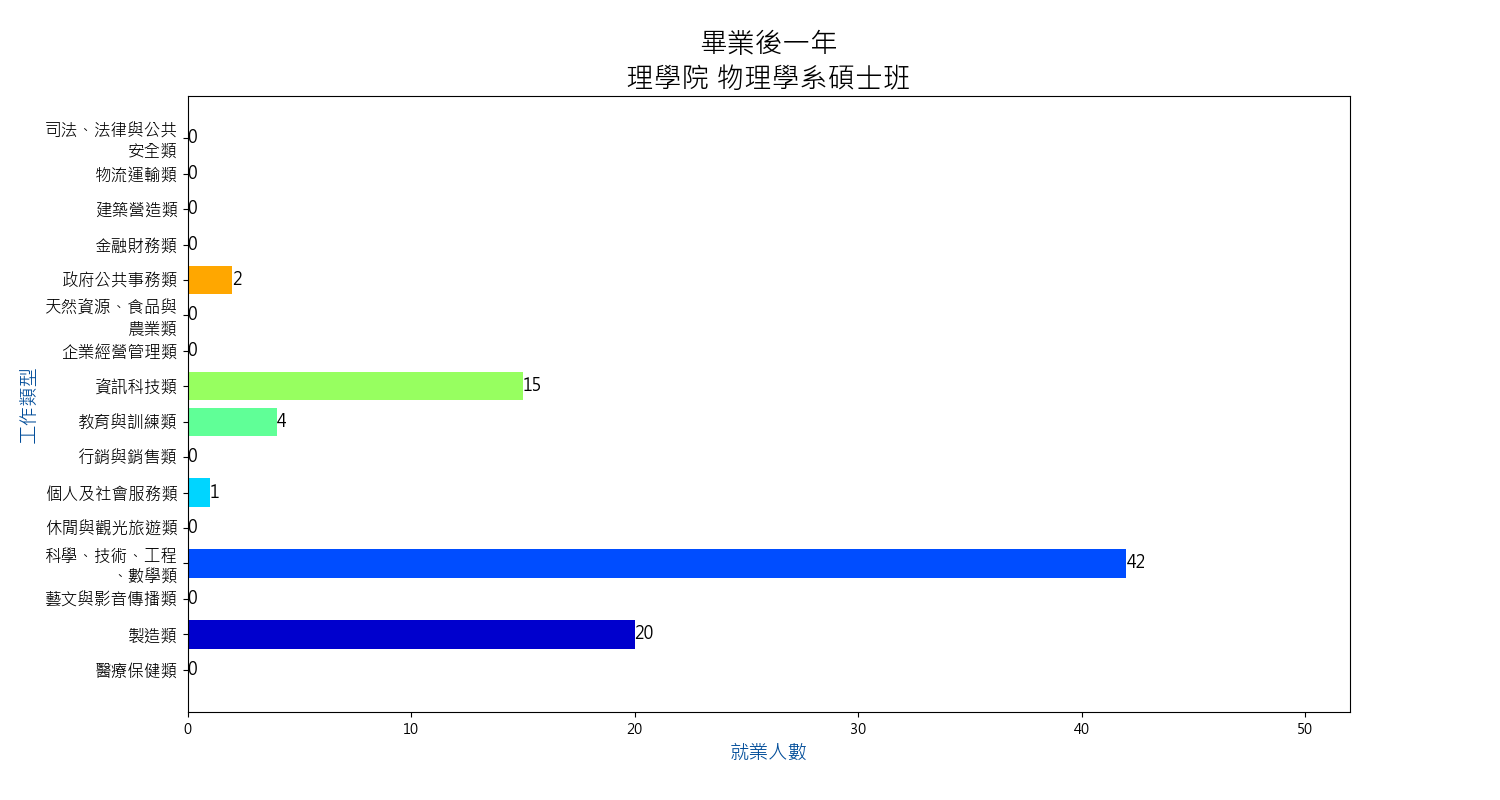 畢業後一年
理學院 物理學系碩士班
司法、法律與公共
安全類
0
物流運輸類
0
建築營造類
0
金融財務類
0
政府公共事務類
2
天然資源、食品與
農業類
0
企業經營管理類
0
資訊科技類
15
教育與訓練類
4
行銷與銷售類
0
個人及社會服務類
1
休閒與觀光旅遊類
0
科學、技術、工程
、數學類
42
藝文與影音傳播類
0
製造類
20
醫療保健類
0
工作類型
0 10 20 30 40 50
就業人數